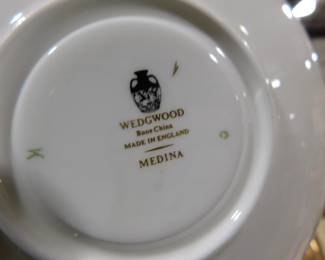 WEDGWOOD
Bone China
MADE IN ENGLAND
MEDINA
K